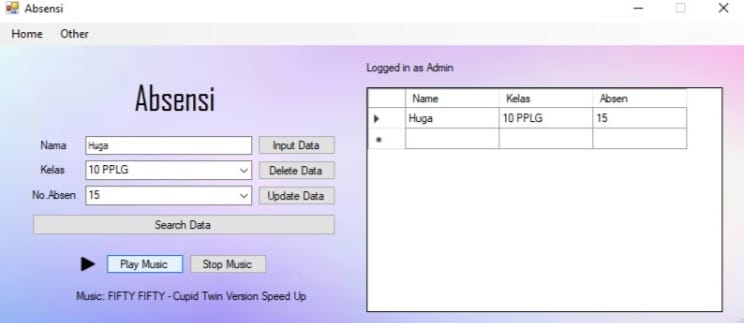 Absensi
Home Other
Logged in as Admin
Absensi
Nama Huga Input Data
Kelas 10 PPLG Delete Data
No.Absen 15 Update Data
Search Data
Play Music Stop Music
Music: FIFTY FIFTY - Cupid Twin Version Speed Up
Name Kelas Absen
Huga 10 PPLG 15